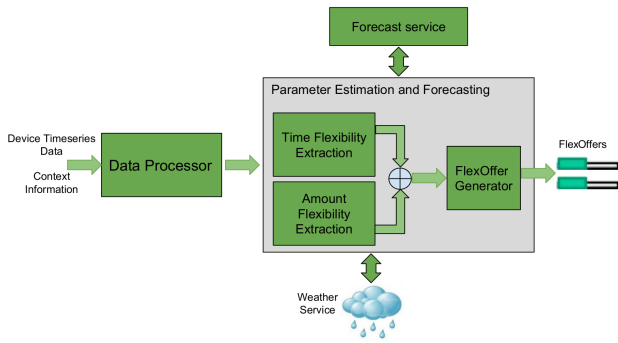 Forecast service
Parameter Estimation and Forecasting
Device Timeseries
Data
Context
Information
Data Processor
Time Flexibility
Extraction
Amount
Flexibility
Extraction
FlexOffer
Generator
FlexOffers
Weather
Service